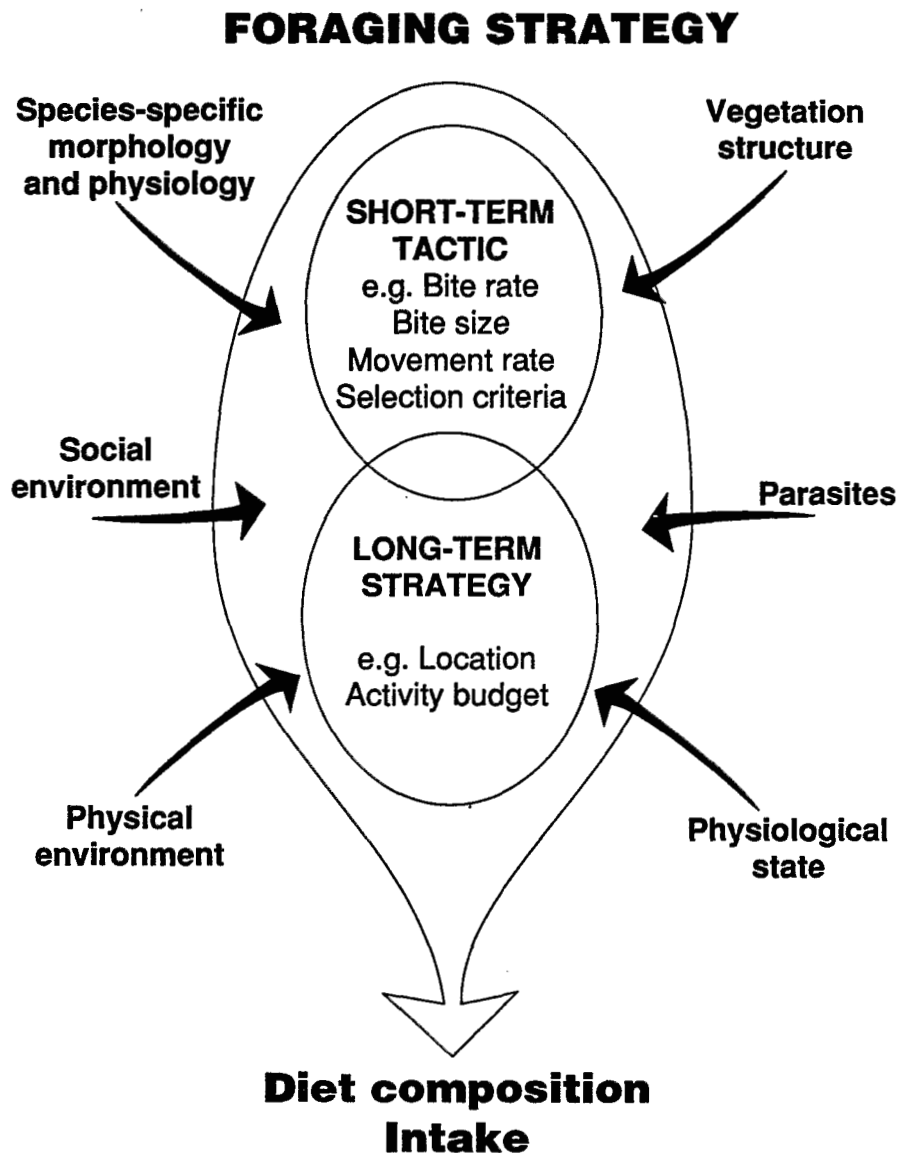 FORAGING STRATEGY
Species-specific
morphology
and physiology
Vegetation
structure
SHORT-TERM
TACTIC
e.g. Bite rate
Bite size
Movement rate
Selection criteria
Social
environment
Parasites
LONG-TERM
STRATEGY
e.g. Location
Activity budget
Physical
environment
Physiological
state
Diet composition
Intake